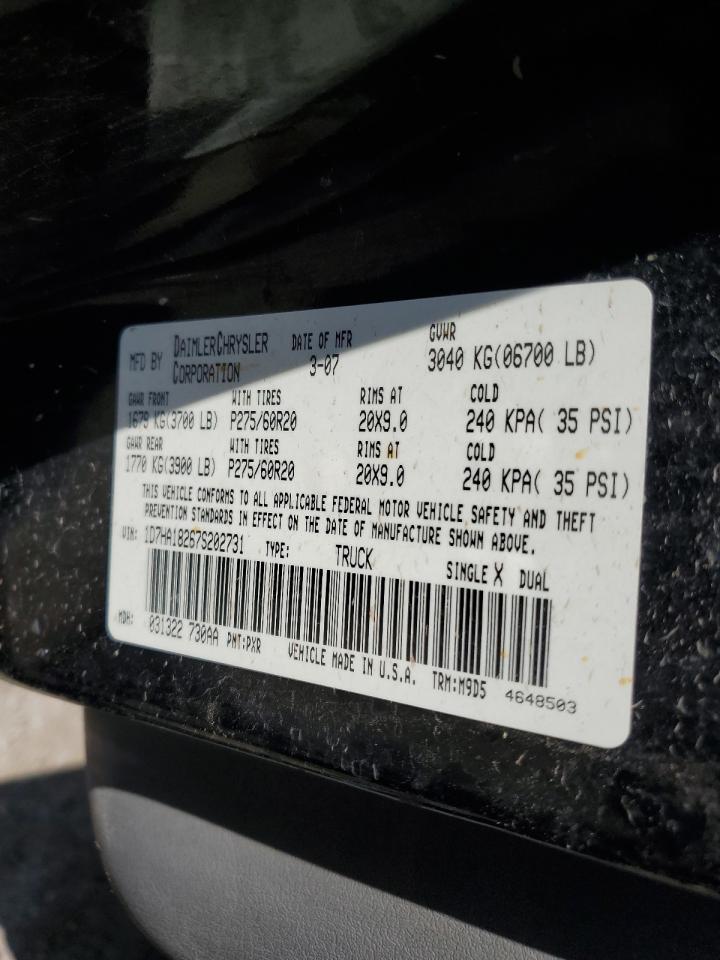 MFD BY DAIMLERCHRYSLER CORPORATION DATE OF MFR 3-07 GVWR 3040 KG(06700 LB)
GAWR FRONT WITH TIRES RIMS AT COLD
1679 KG(3700 LB) P275/60R20 20X9.0 240 KPA( 35 PSI)
GAWR REAR WITH TIRES RIMS AT COLD
1770 KG(3900 LB) P275/60R20 20X9.0 240 KPA( 35 PSI)
THIS VEHICLE CONFORMS TO ALL APPLICABLE FEDERAL MOTOR VEHICLE SAFETY AND THEFT
PREVENTION STANDARDS IN EFFECT ON THE DATE OF MANUFACTURE SHOWN ABOVE.
VIN: 1D7HA18267S202731 TYPE: TRUCK SINGLE X DUAL
MDH: 031322 730AA PNT:PXR VEHICLE MADE IN U.S.A. TRM:M9D5 4648503